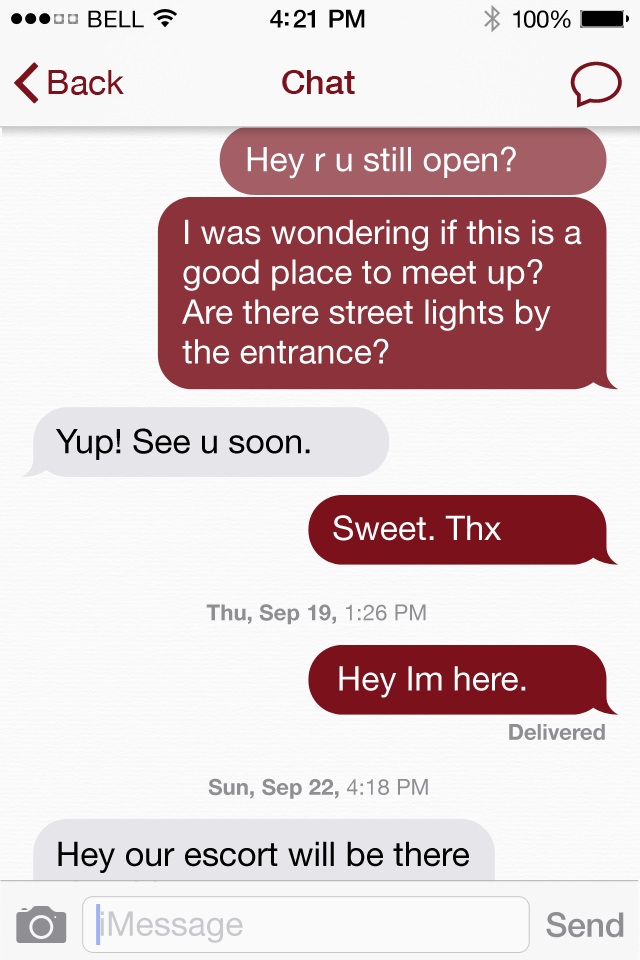 BELL 4:21 PM 100%
Back Chat
Hey r u still open?
I was wondering if this is a
good place to meet up?
Are there street lights by
the entrance?
Yup! See u soon.
Sweet. Thx
Thu, Sep 19, 1:26 PM
Hey Im here.
Delivered
Sun, Sep 22, 4:18 PM
Hey our escort will be there
iMessage Send